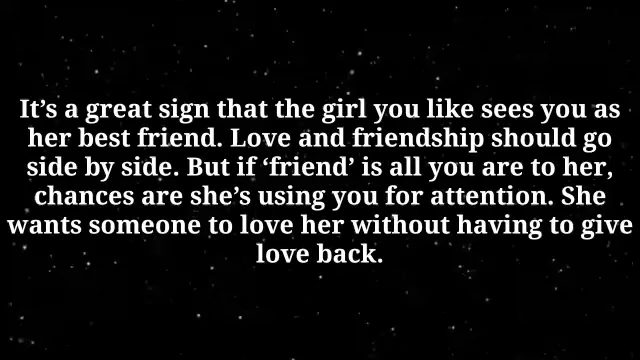 It’s a great sign that the girl you like sees you as
her best friend. Love and friendship should go
side by side. But if ‘friend’ is all you are to her,
chances are she’s using you for attention. She
wants someone to love her without having to give
love back.